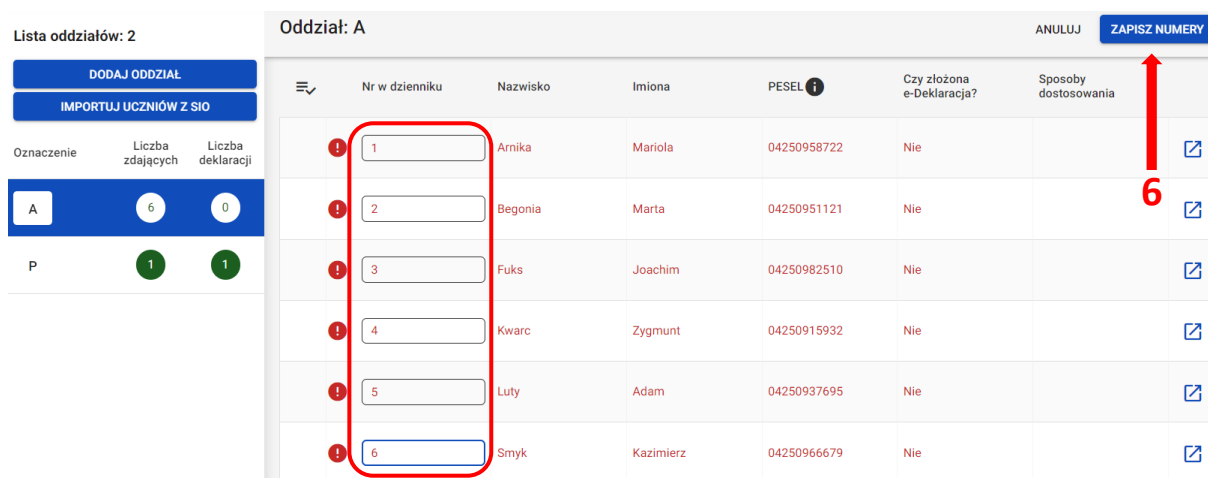 Lista oddziałów: 2
DODAJ ODDZIAŁ
IMPORTUJ UCZNIÓW Z SIO
Oznaczenie Liczba zdających Liczba deklaracji
A 6 0
P 1 1
Oddział: A ANULUJ ZAPISZ NUMERY
Nr w dzienniku Nazwisko Imiona PESEL Czy złożona e-Deklaracja? Sposoby dostosowania
1 Arnika Mariola 04250958722 Nie
2 Begonia Marta 04250951121 Nie
3 Fuks Joachim 04250982510 Nie
4 Kwarc Zygmunt 04250915932 Nie
5 Luty Adam 04250937695 Nie
6 Smyk Kazimierz 04250966679 Nie
6